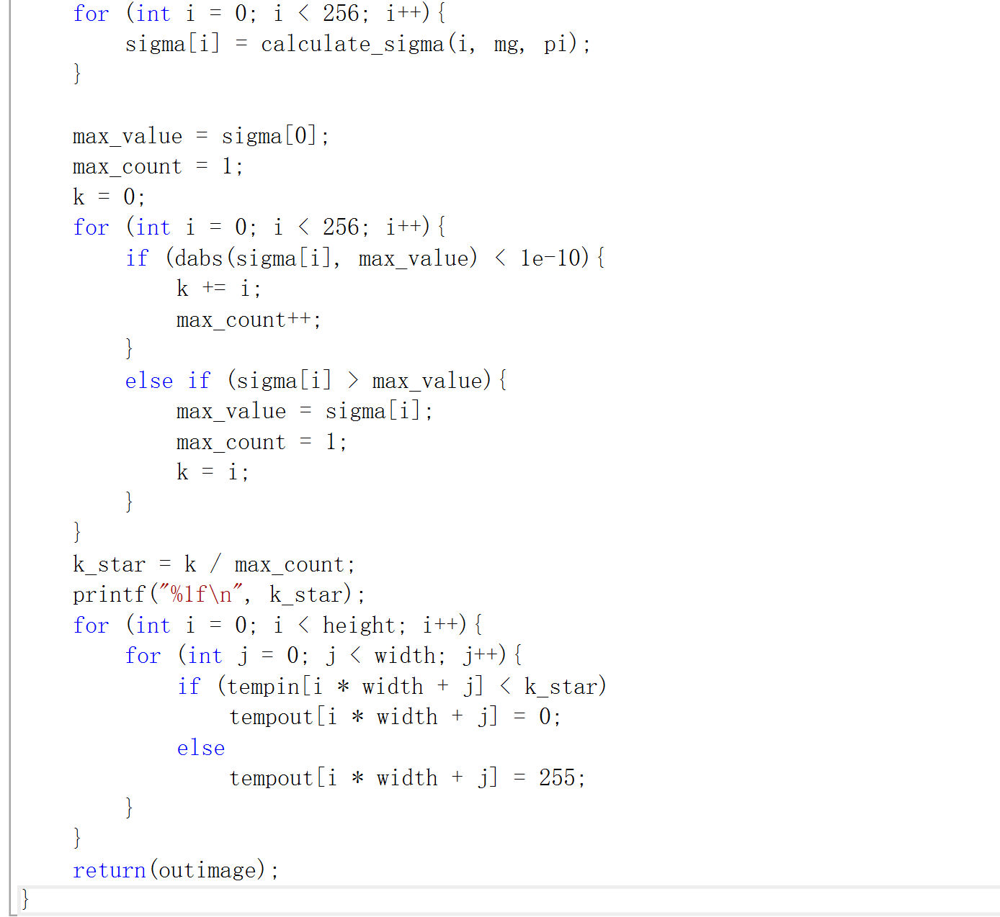 for (int i = 0; i < 256; i++){
sigma[i] = calculate_sigma(i, mg, pi);
}
max_value = sigma[0];
max_count = 1;
k = 0;
for (int i = 0; i < 256; i++){
if (dabs(sigma[i], max_value) < 1e-10){
k += i;
max_count++;
}
else if (sigma[i] > max_value){
max_value = sigma[i];
max_count = 1;
k = i;
}
}
k_star = k / max_count;
printf("%lf\n", k_star);
for (int i = 0; i < height; i++){
for (int j = 0; j < width; j++){
if (tempin[i * width + j] < k_star)
tempout[i * width + j] = 0;
else
tempout[i * width + j] = 255;
}
}
return(outimage);
}